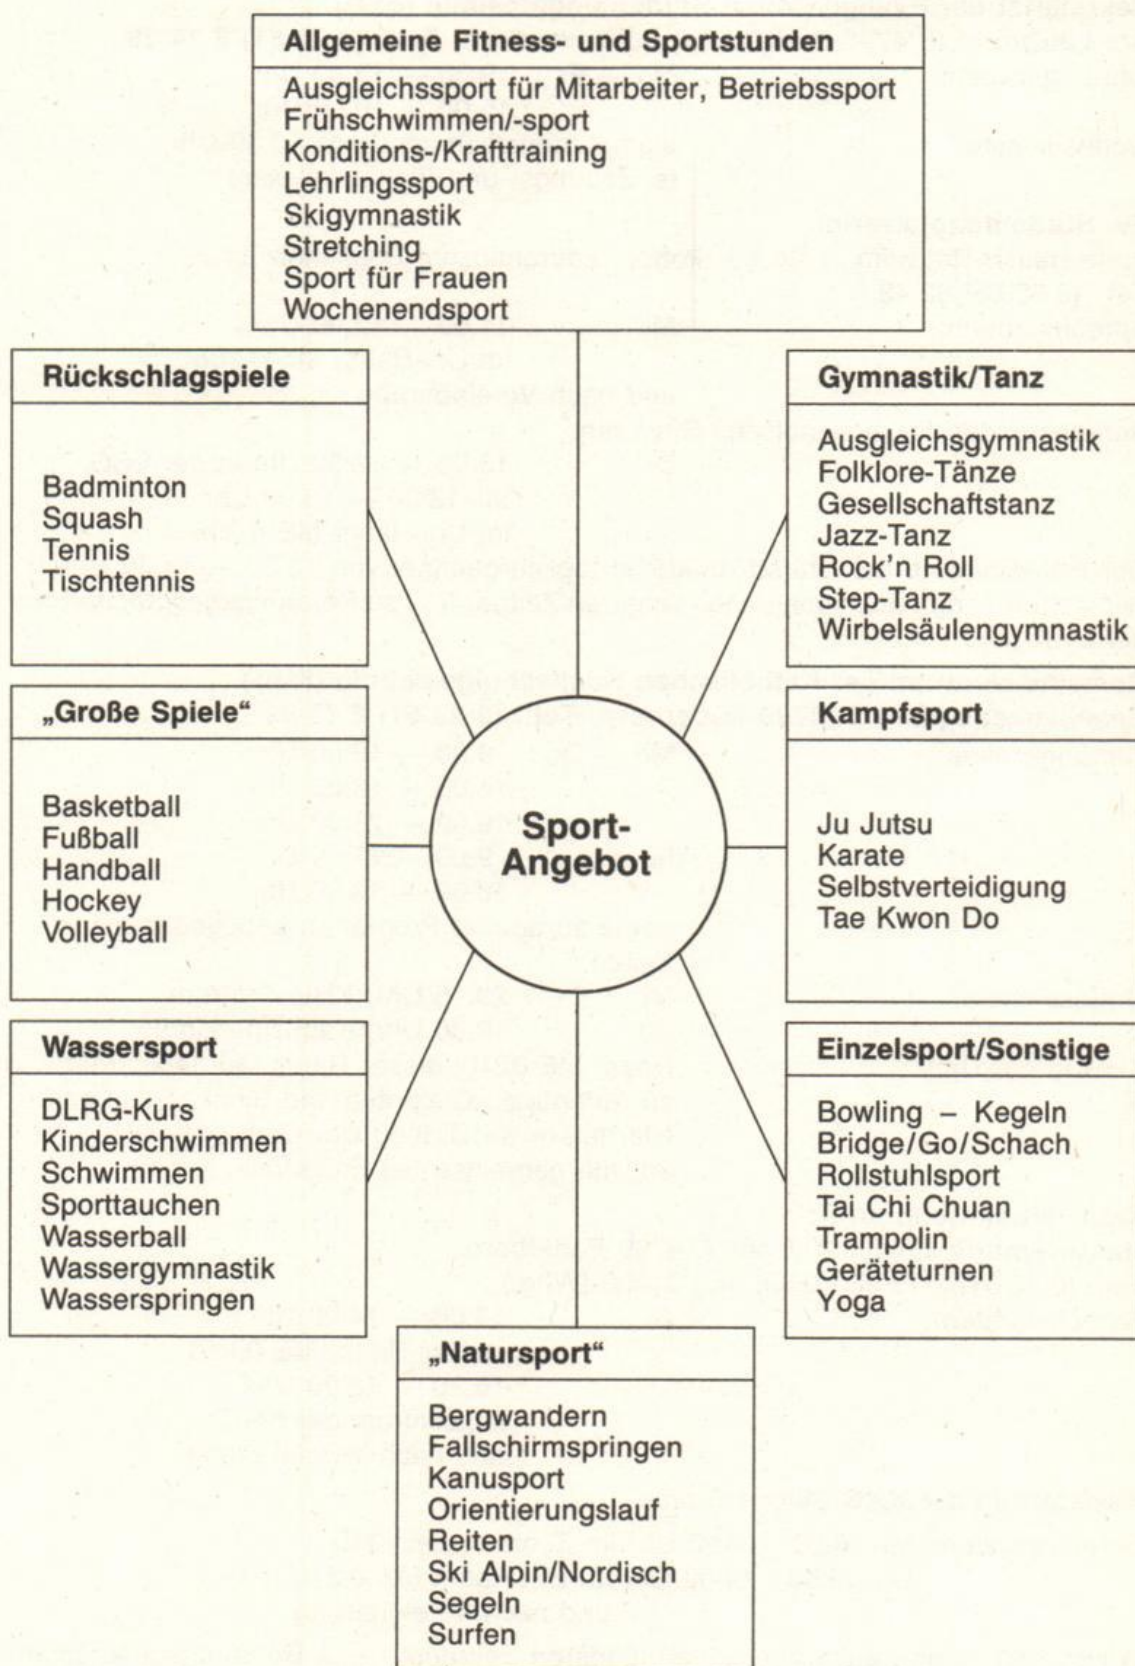 Allgemeine Fitness- und Sportstunden
Ausgleichssport für Mitarbeiter, Betriebssport
Frühschwimmen/-sport
Konditions-/Krafttraining
Lehrlingssport
Skigymnastik
Stretching
Sport für Frauen
Wochenendsport
Rückschlagspiele
Badminton
Squash
Tennis
Tischtennis
Gymnastik/Tanz
Ausgleichsgymnastik
Folklore-Tänze
Gesellschaftstanz
Jazz-Tanz
Rock'n Roll
Step-Tanz
Wirbelsäulengymnastik
„Große Spiele“
Basketball
Fußball
Handball
Hockey
Volleyball
Sport-
Angebot
Kampfsport
Ju Jutsu
Karate
Selbstverteidigung
Tae Kwon Do
Wassersport
DLRG-Kurs
Kinderschwimmen
Schwimmen
Sporttauchen
Wasserball
Wassergymnastik
Wasserspringen
Einzelsport/Sonstige
Bowling – Kegeln
Bridge/Go/Schach
Rollstuhlsport
Tai Chi Chuan
Trampolin
Geräteturnen
Yoga
„Natursport“
Bergwandern
Fallschirmspringen
Kanusport
Orientierungslauf
Reiten
Ski Alpin/Nordisch
Segeln
Surfen